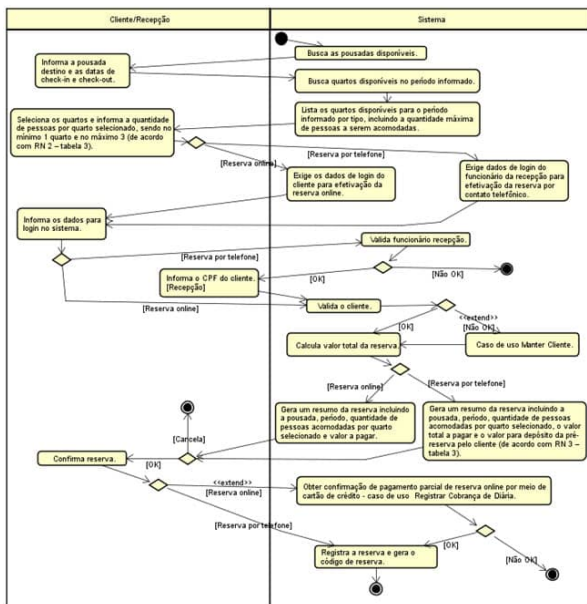 Cliente/Recepção
Sistema
Busca as pousadas disponíveis.
Informa a pousada
destino e as datas de
check-in e check-out.
Busca quartos disponíveis no período informado.
Lista os quartos disponíveis para o período
informado por tipo, incluindo a quantidade máxima
de pessoas a serem acomodadas.
Seleciona os quartos e informa a quantidade
de pessoas por quarto selecionado, sendo no
mínimo 1 quarto e no máximo 3 (de acordo
com RN 2 – tabela 3).
[Reserva por telefone]
[Reserva online]
Exige dados de login do
cliente para efetivação da
reserva online.
Exige dados de login do
funcionário da recepção para
efetivação da reserva por
contato telefônico.
Informa os dados para
login no sistema.
[Reserva por telefone]
Valida funcionário recepção.
[OK]
[Não OK]
Informa o CPF do cliente.
[Recepção]
[Reserva online]
Valida o cliente.
<<extend>>
[Não OK]
[OK]
Calcula valor total da reserva.
Caso de uso Manter Cliente.
[Reserva online]
[Reserva por telefone]
Gera um resumo da reserva incluindo
a pousada, período, quantidade de
pessoas acomodadas por quarto
selecionado e valor a pagar.
Gera um resumo da reserva incluindo a
pousada, período, quantidade de pessoas
acomodadas por quarto selecionado, o valor
total a pagar e o valor para depósito da pré-
reserva pelo cliente (de acordo com RN 3 –
tabela 3).
[Cancela]
Confirma reserva.
[OK]
<<extend>>
[Reserva online]
Obter confirmação de pagamento parcial de reserva online por meio de
cartão de crédito - caso de uso Registrar Cobrança de Diária.
[Reserva por telefone]
[OK]
[Não OK]
Registra a reserva e gera o
código de reserva.